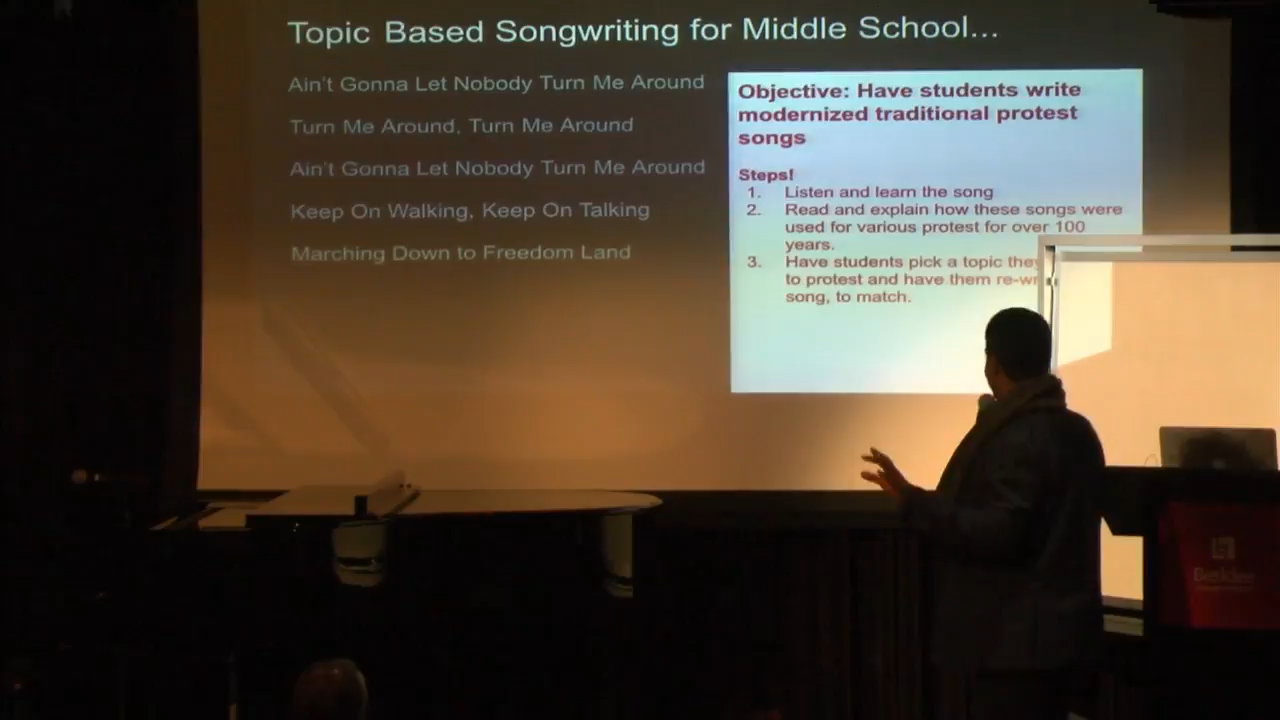 Topic Based Songwriting for Middle School...
Ain't Gonna Let Nobody Turn Me Around
Turn Me Around, Turn Me Around
Ain't Gonna Let Nobody Turn Me Around
Keep On Walking, Keep On Talking
Marching Down to Freedom Land
Objective: Have students write
modernized traditional protest
songs
Steps!
1. Listen and learn the song
2. Read and explain how these songs were
used for various protest for over 100
years.
3. Have students pick a topic they
to protest and have them re-wr
song, to match.
Berklee